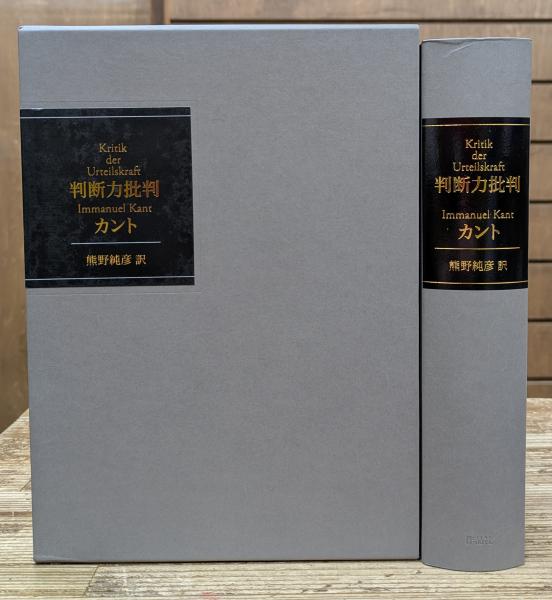 Kritik
der
Urteilskraft
判断力批判
Immanuel Kant
カント
熊野純彦 訳
Kritik
der
Urteilskraft
判断力批判
Immanuel Kant
カント
熊野純彦 訳